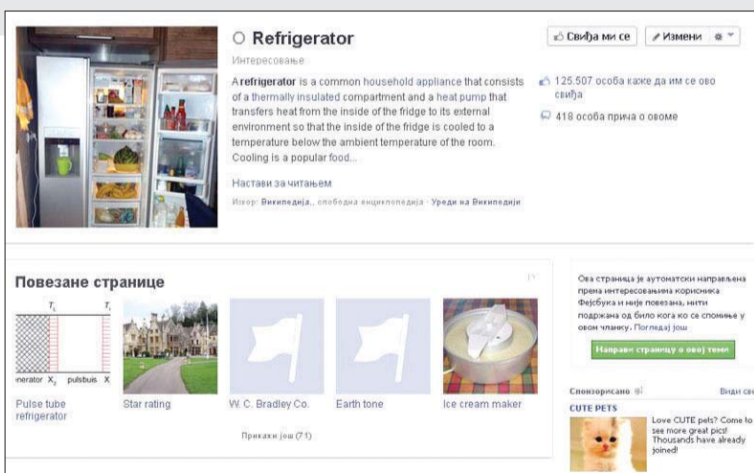 Refrigerator
Свиђа ми се
Измени
Интересовање
A refrigerator is a common household appliance that consists
of a thermally insulated compartment and a heat pump that
transfers heat from the inside of the fridge to its external
environment so that the inside of the fridge is cooled to a
temperature below the ambient temperature of the room.
Cooling is a popular food...
125.507 особа каже да им се ово
свиђа
418 особа прича о овоме
Настави за читањем
Извор: Википедија,, слободна енциклопедија · Уреди на Википедији
Повезане странице
T
T
nerator X₂ pulsbuis X
Pulse tube
refrigerator
Star rating
W. C. Bradley Co.
Earth tone
Ice cream maker
Прикажи још (71)
Ова страница је аутоматски направљена
према интересовањима корисника
Фејсбука и није повезана, нити
подржана од било кога ко се спомиње у
овом чланку. Погледај још
Направи страницу о овој теми
Спонзорисано
Види све
CUTE PETS
Love CUTE pets? Come to
see more great pics!
Thousands have already
joined!